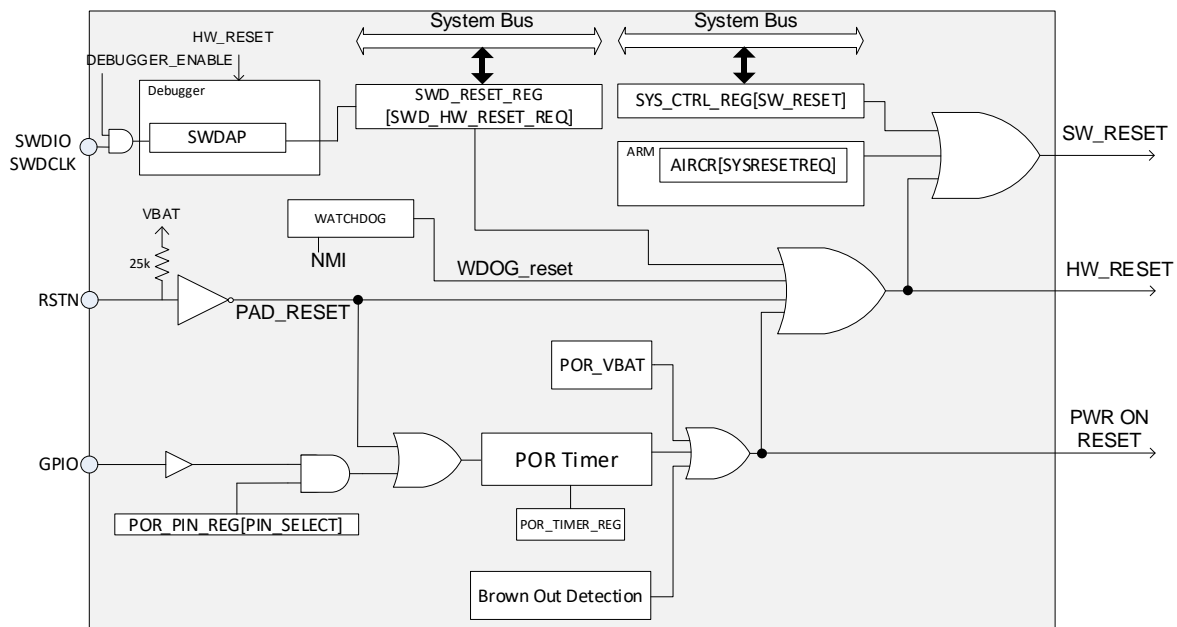 System Bus
System Bus
HW_RESET
DEBUGGER_ENABLE
Debugger
SWDAP
SWD_RESET_REG
[SWD_HW_RESET_REQ]
SYS_CTRL_REG[SW_RESET]
SWDIO
SWDCLK
ARM
AIRCR[SYSRESETREQ]
SW_RESET
VBAT
25k
WATCHDOG
NMI
WDOG_reset
HW_RESET
RSTN
PAD_RESET
POR_VBAT
PWR ON
RESET
GPIO
POR Timer
POR_PIN_REG[PIN_SELECT]
POR_TIMER_REG
Brown Out Detection